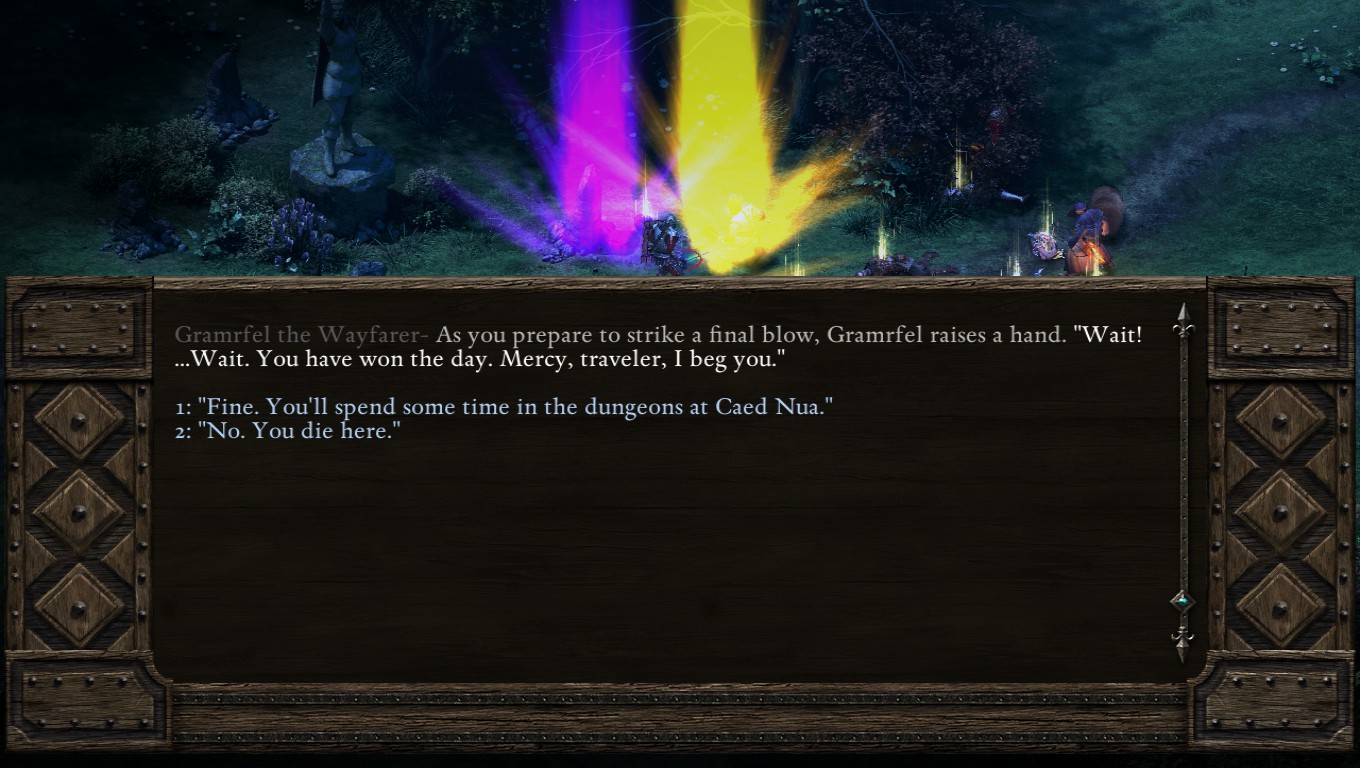 Gramrfel the Wayfarer- As you prepare to strike a final blow, Gramrfel raises a hand. "Wait!
...Wait. You have won the day. Mercy, traveler, I beg you."
1: "Fine. You'll spend some time in the dungeons at Caed Nua."
2: "No. You die here."